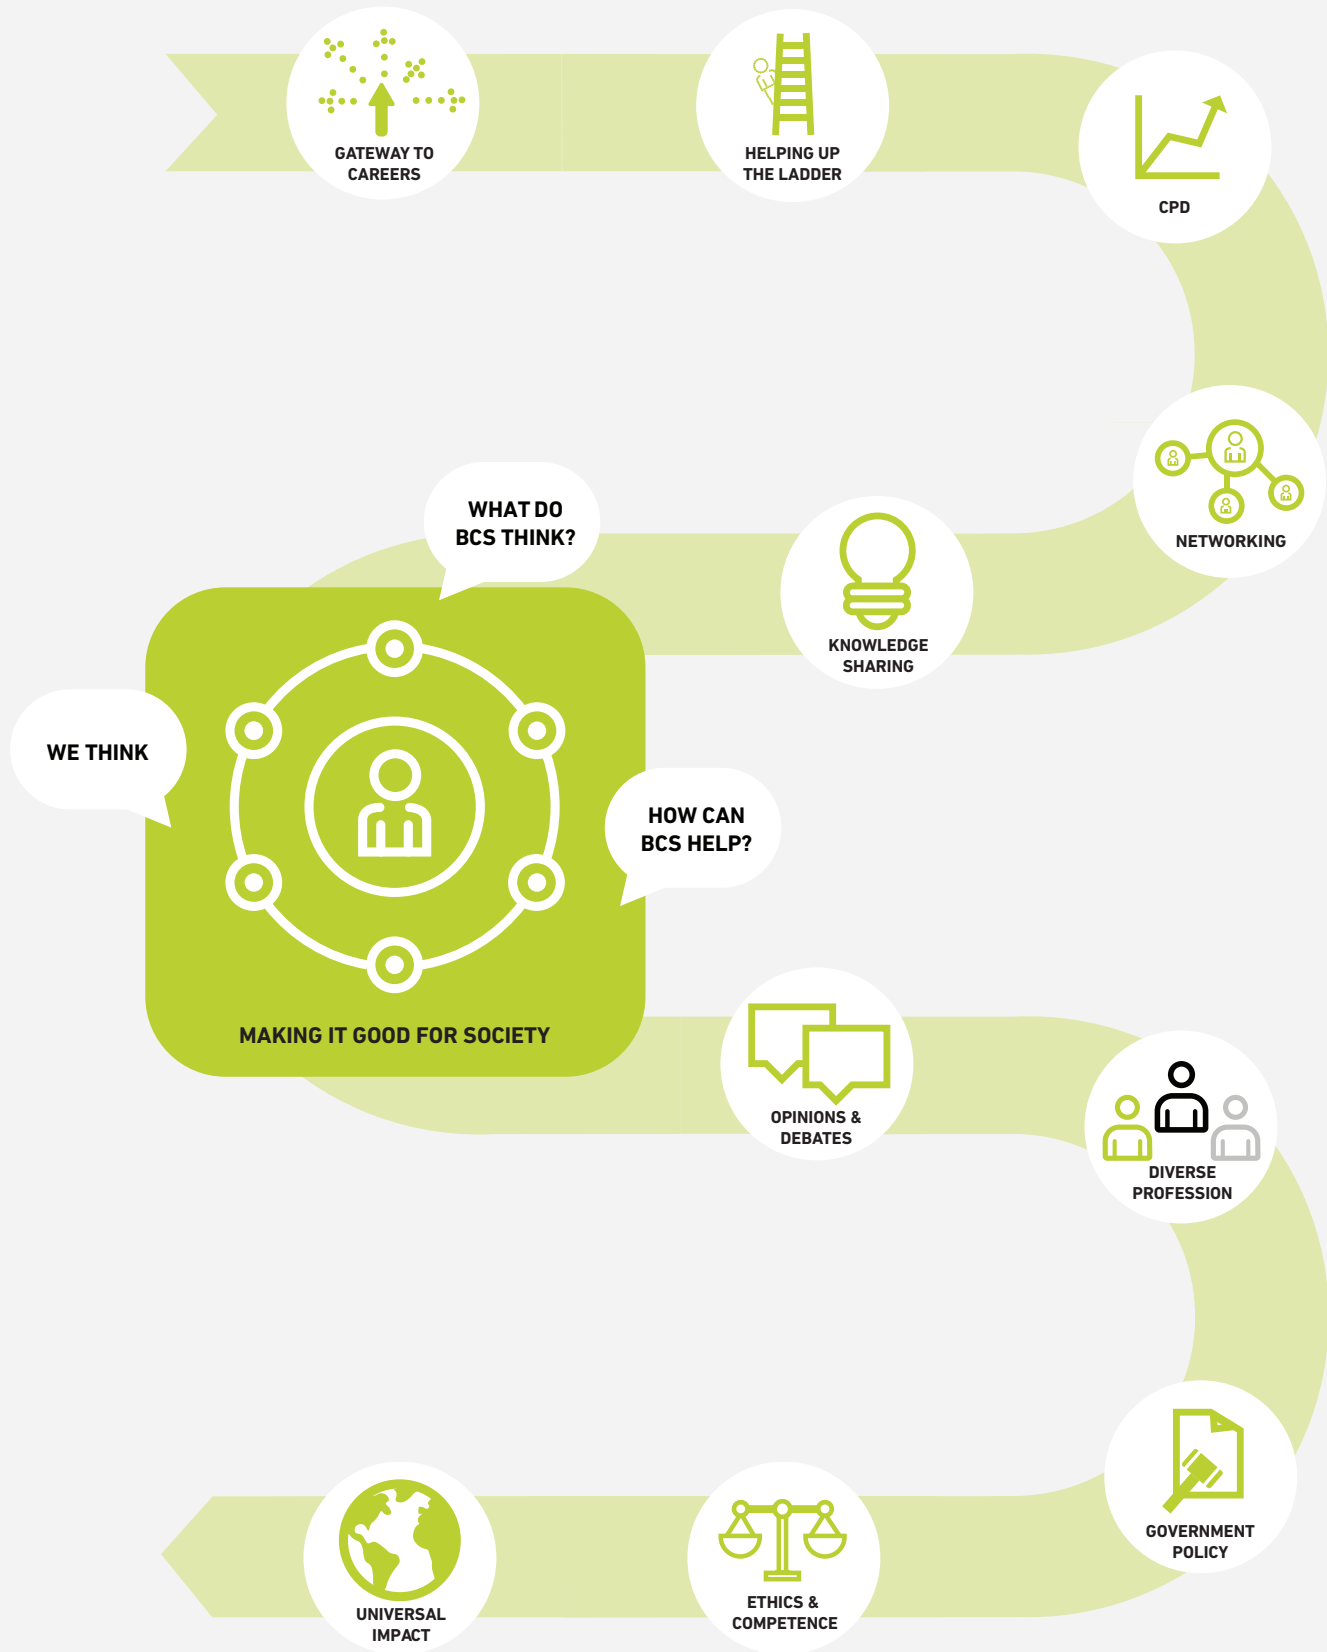 GATEWAY TO
CAREERS
HELPING UP
THE LADDER
CPD
NETWORKING
KNOWLEDGE
SHARING
WHAT DO
BCS THINK?
WE THINK
HOW CAN
BCS HELP?
MAKING IT GOOD FOR SOCIETY
OPINIONS &
DEBATES
DIVERSE
PROFESSION
GOVERNMENT
POLICY
ETHICS &
COMPETENCE
UNIVERSAL
IMPACT